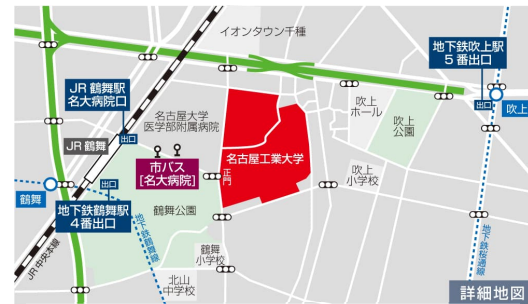 イオンタウン千種
地下鉄吹上駅
5番出口
JR 鶴舞駅
名大病院口
出口
吹上
名古屋大学
医学部附属病院
吹上
ホール
吹上
公園
JR 鶴舞
出口
市バス
[名大病院]
名古屋工業大学
正門
吹上
小学校
鶴舞
出口
地下鉄鶴舞駅
4番出口
鶴舞公園
地下鉄鶴舞線
JR中央本線
鶴舞
小学校
北山
中学校
地下鉄桜通線
詳細地図